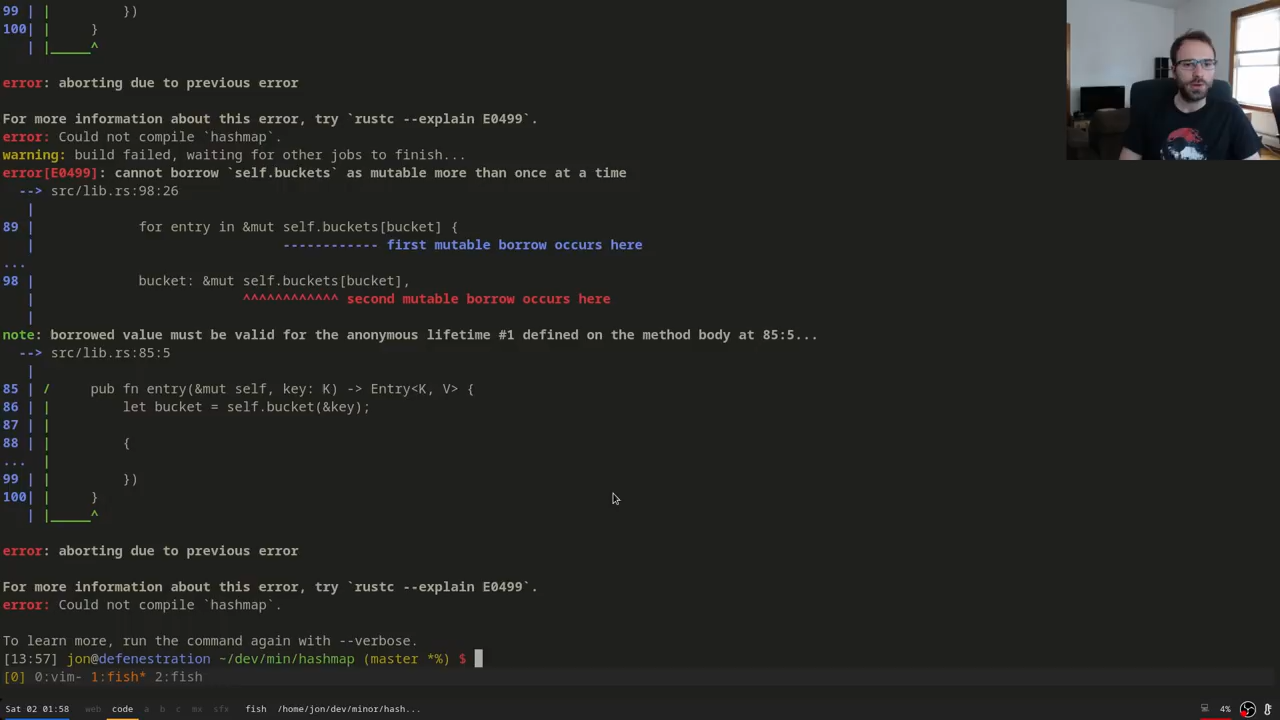 99 | |             })
100| |         }
   | |_____^
error: aborting due to previous error
For more information about this error, try `rustc --explain E0499`.
error: Could not compile `hashmap`.
warning: build failed, waiting for other jobs to finish...
error[E0499]: cannot borrow `self.buckets` as mutable more than once at a time
  --> src/lib.rs:98:26
   |
89 |             for entry in &mut self.buckets[bucket] {
   |                               ------------ first mutable borrow occurs here
...
98 |             bucket: &mut self.buckets[bucket],
   |                          ^^^^^^^^^^^^ second mutable borrow occurs here
   |
note: borrowed value must be valid for the anonymous lifetime #1 defined on the method body at 85:5...
  --> src/lib.rs:85:5
   |
85 | /     pub fn entry(&mut self, key: K) -> Entry<K, V> {
86 | |         let bucket = self.bucket(&key);
87 | |
88 | |         {
...  |
99 | |         })
100| |     }
   | |_____^
error: aborting due to previous error
For more information about this error, try `rustc --explain E0499`.
error: Could not compile `hashmap`.
To learn more, run the command again with --verbose.
[13:57] jon@defenestration ~/dev/min/hashmap (master *%) $
[0] 0:vim- 1:fish* 2:fish
Sat 02 01:58 web code a b c ms sfx fish /home/jon/dev/minor/hash... 4%